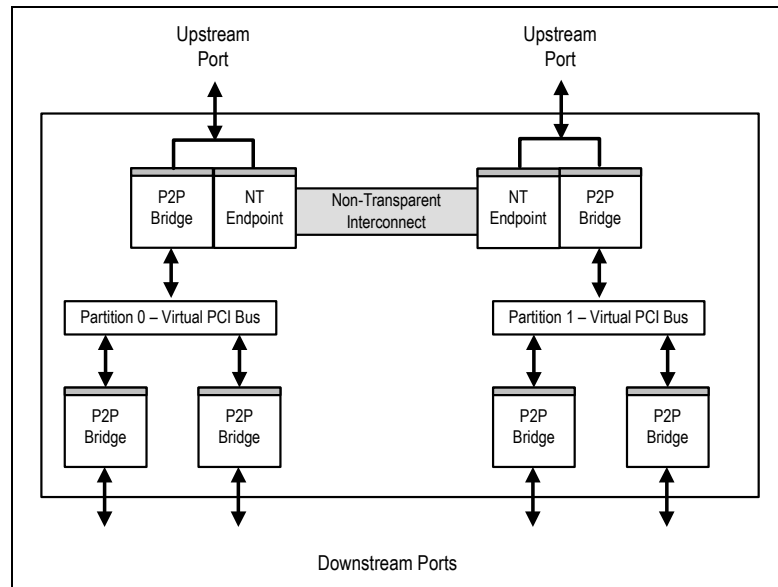 Upstream
Port
Upstream
Port
P2P
Bridge
NT
Endpoint
Non-Transparent
Interconnect
NT
Endpoint
P2P
Bridge
Partition 0 – Virtual PCI Bus
Partition 1 – Virtual PCI Bus
P2P
Bridge
P2P
Bridge
P2P
Bridge
P2P
Bridge
Downstream Ports